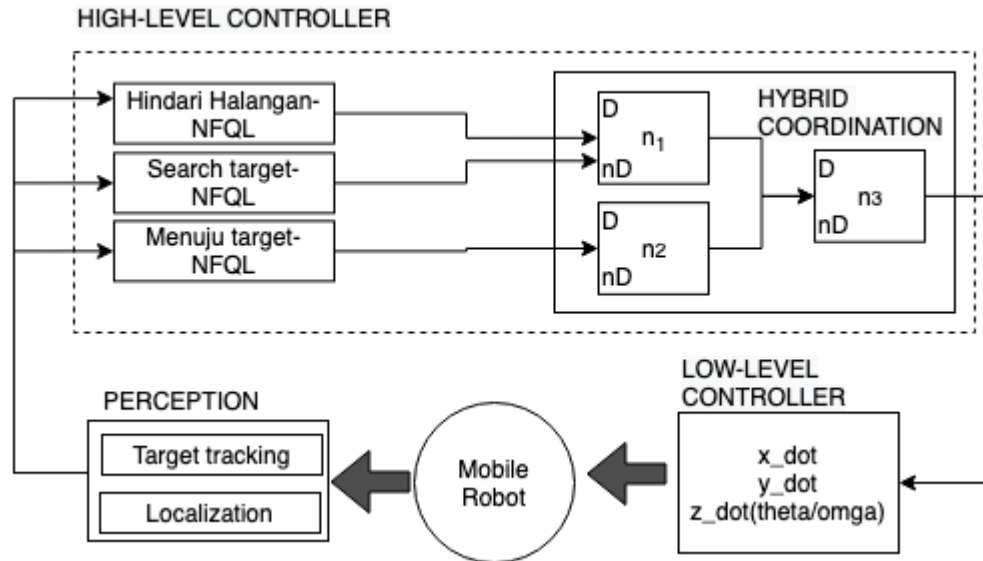 HIGH-LEVEL CONTROLLER
Hindari Halangan-
NFQL
Search target-
NFQL
Menuju target-
NFQL
D
n1
nD
D
n2
nD
HYBRID
COORDINATION
D
n3
nD
PERCEPTION
Target tracking
Localization
Mobile
Robot
LOW-LEVEL
CONTROLLER
x_dot
y_dot
z_dot(theta/omga)